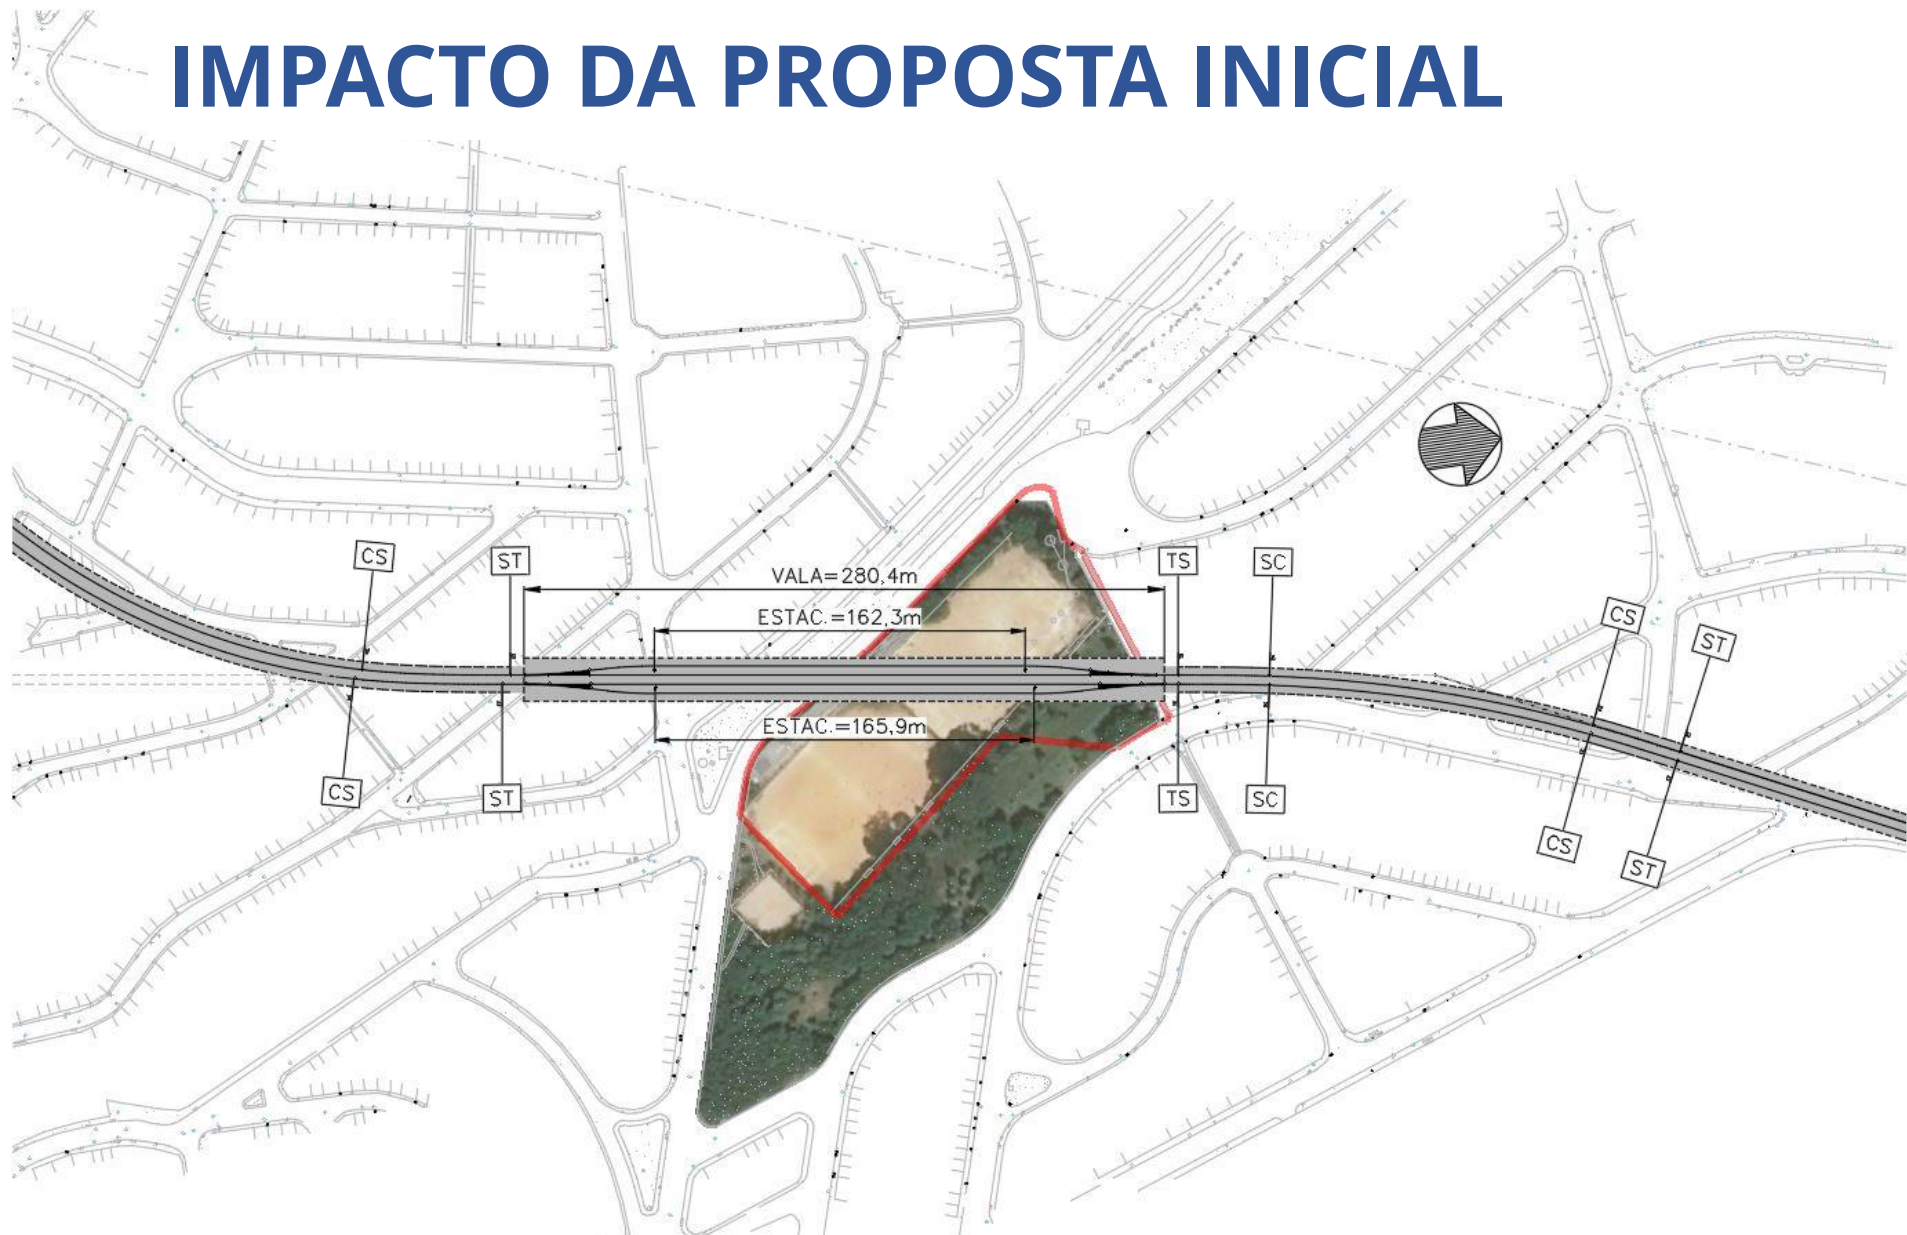 IMPACTO DA PROPOSTA INICIAL
CS
ST
TS
SC
VALA=280,4m
ESTAC.=162,3m
CS
ST
ESTAC.=165,9m
CS
ST
TS
SC
CS
ST